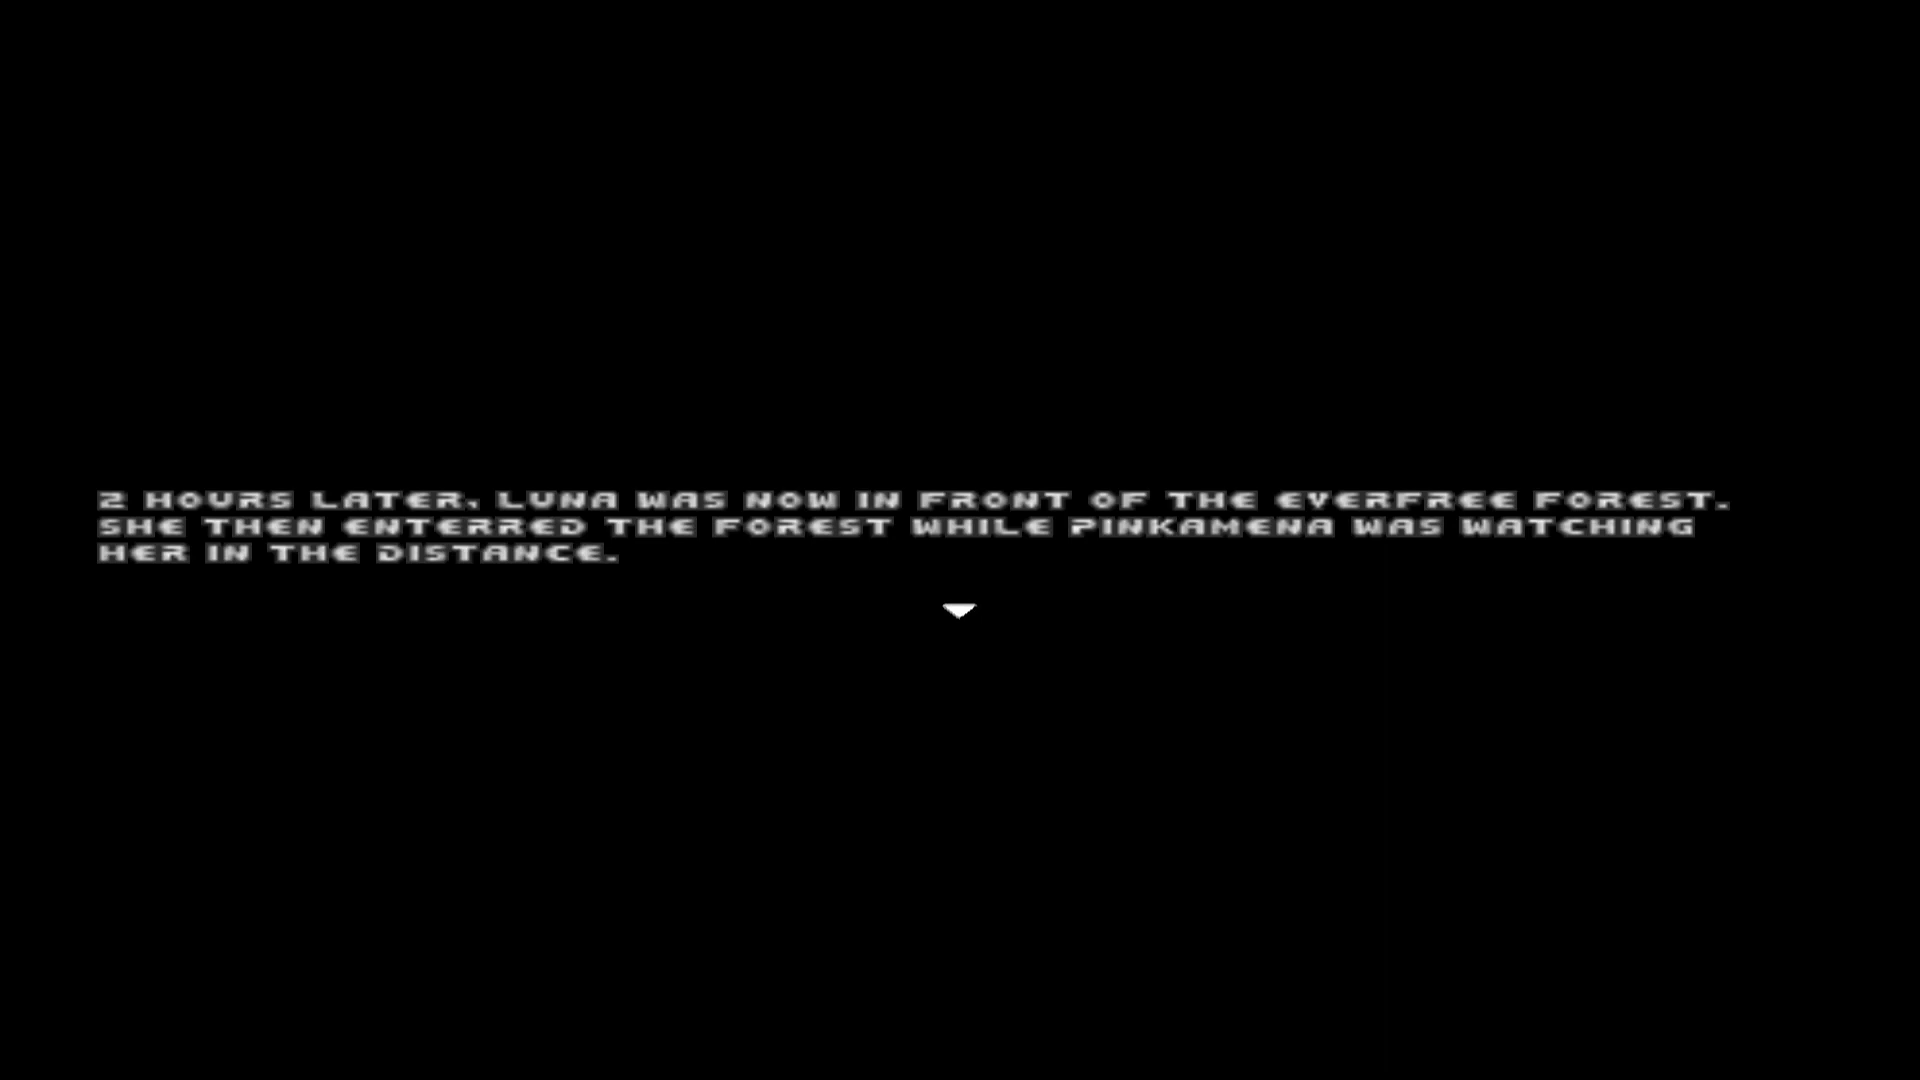 2 HOURS LATER, LUNA WAS NOW IN FRONT OF THE EVERFREE FOREST.
SHE THEN ENTERRED THE FOREST WHILE PINKAMENA WAS WATCHING
HER IN THE DISTANCE.